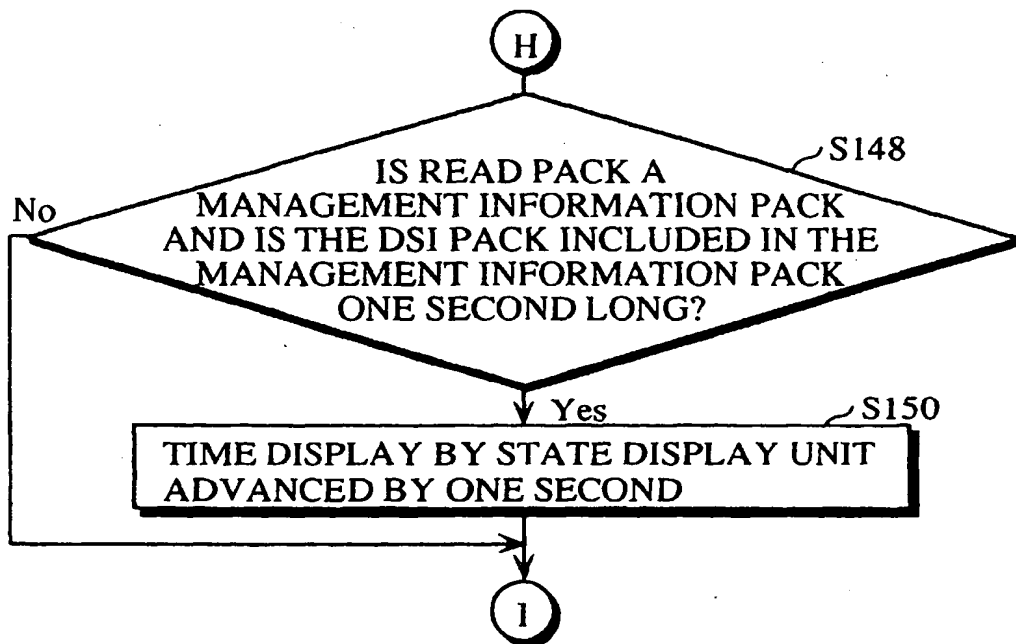 H
S148
IS READ PACK A
MANAGEMENT INFORMATION PACK
AND IS THE DSI PACK INCLUDED IN THE
MANAGEMENT INFORMATION PACK
ONE SECOND LONG?
No
Yes
S150
TIME DISPLAY BY STATE DISPLAY UNIT
ADVANCED BY ONE SECOND
I